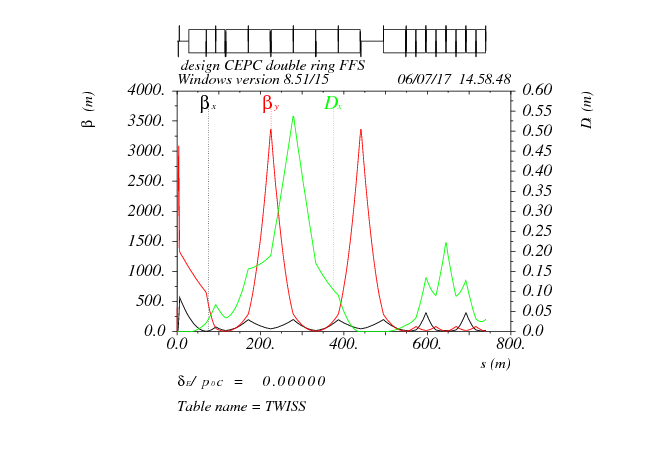 design CEPC double ring FFS
Windows version 8.51/15 06/07/17 14.58.48
4000. 0.60
βx βy Dx
β (m) D (m)
0.55
3500.
0.50
3000. 0.45
0.40
2500.
0.35
2000. 0.30
0.25
1500.
0.20
1000. 0.15
0.10
500.
0.05
0.0 0.0
0.0 200. 400. 600. 800.
s (m)
δE/ p0c = 0.00000
Table name = TWISS